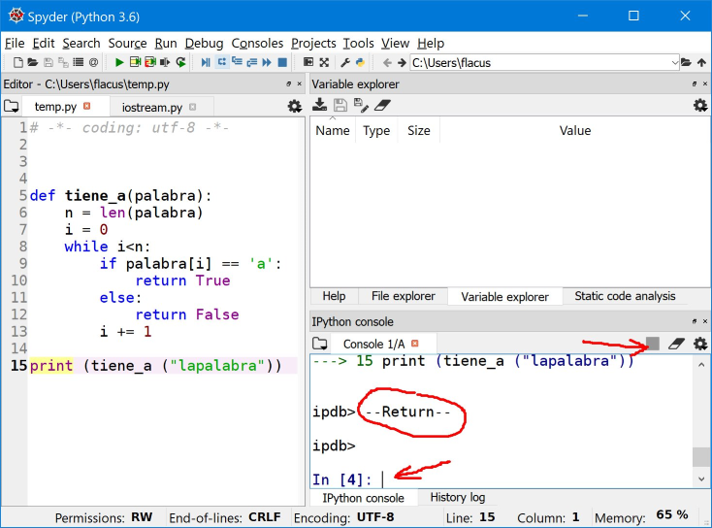 Spyder (Python 3.6)
File Edit Search Source Run Debug Consoles Projects Tools View Help
C:\Users\flacus
Editor - C:\Users\flacus\temp.py
temp.py iostream.py
1 # -*- coding: utf-8 -*-
2
3
4
5 def tiene_a(palabra):
6     n = len(palabra)
7     i = 0
8     while i<n:
9         if palabra[i] == 'a':
10             return True
11         else:
12             return False
13         i += 1
14
15 print (tiene_a ("lapalabra"))
Variable explorer
Name Type Size Value
Help File explorer Variable explorer Static code analysis
IPython console
Console 1/A
---> 15 print (tiene_a ("lapalabra"))
ipdb> --Return--
ipdb>
In [4]:
IPython console History log
Permissions: RW End-of-lines: CRLF Encoding: UTF-8 Line: 15 Column: 1 Memory: 65 %